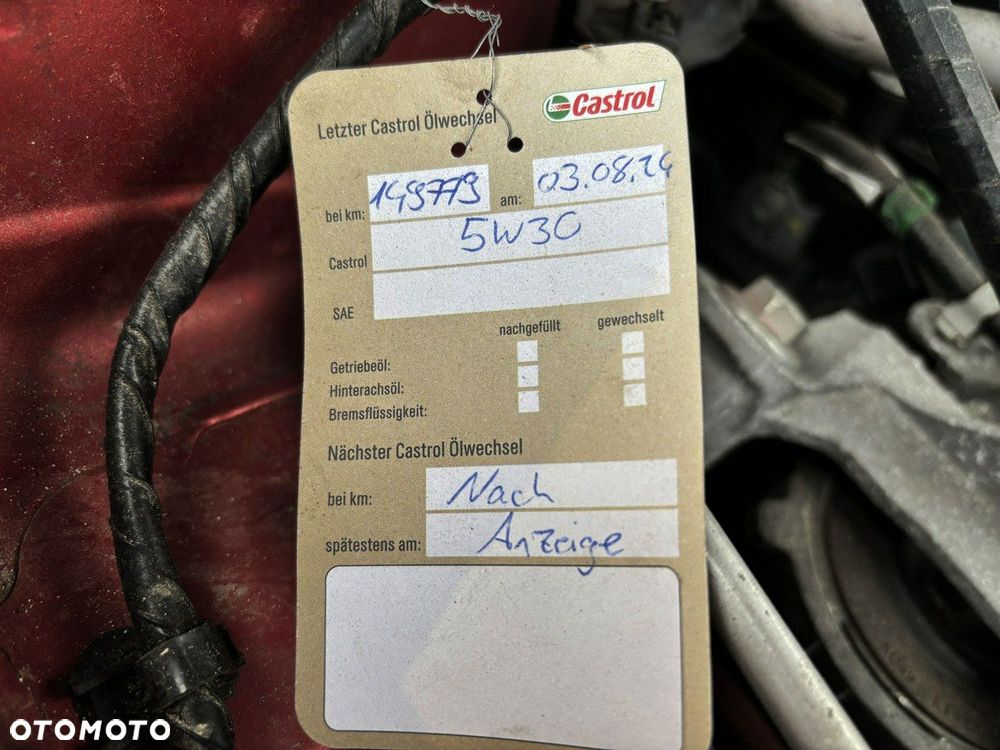 Castrol
Letzter Castrol Ölwechsel
bei km: 149779 am: 03.08.24
Castrol 5W30
SAE
nachgefüllt gewechselt
Getriebeöl:
Hinterachsöl:
Bremsflüssigkeit:
Nächster Castrol Ölwechsel
bei km: Nach
spätestens am: Anzeige
OTOMOTO